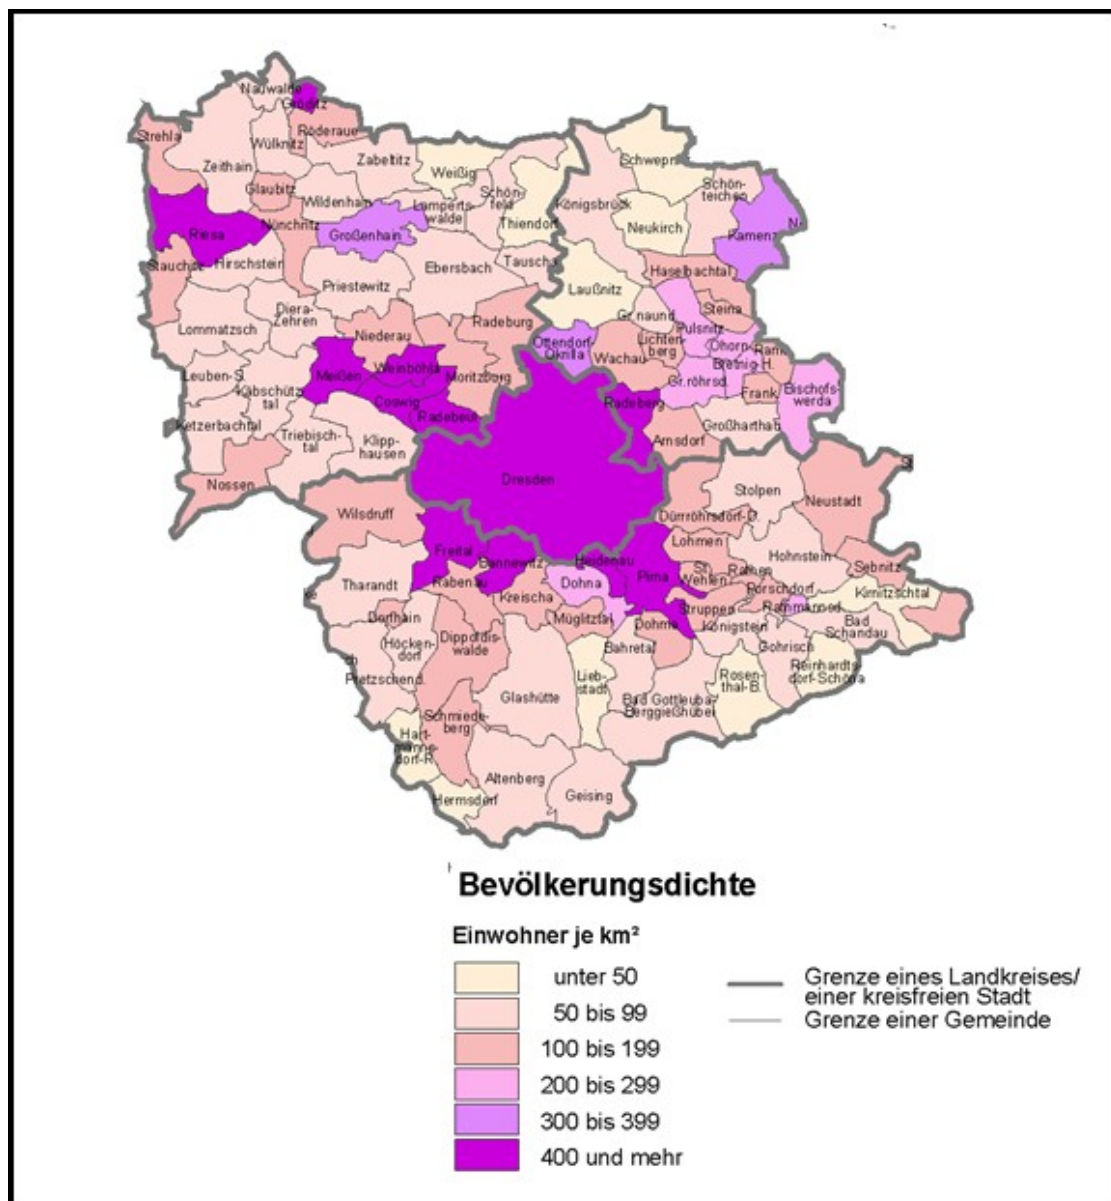 Nauwalde
Gröditz
Strehla
Röderaue
Wülknitz
Zabeltitz
Zeithain
Weißig
Schwepn
Glaubitz
Wildenhain
Schön-
feld
Schön-
teichen
Lamperts-
walde
Königsbrück
Thiendorf
Nünchritz
Riesa
Großenhain
Neukirch
Kamenz
Stauchitz
Hirschstein
Ebersbach
Tauscha
Haselbachtal
Priestewitz
Laußnitz
Steina
Lommatzsch
Diera-
Zehren
Radeburg
Gr.naund.
Pulsnitz
Niederau
Ottendorf-
Okrilla
Wachau
Lichten-
berg
Ohorn
Ram
Bretnig-H.
Weinböhla
Leuben-S.
Meißen
Moritzburg
Gr.röhrsd.
Bischofs-
werda
Käbschütz-
tal
Coswig
Frank.
Radebeul
Radeberg
Ketzerbachtal
Großharthau
Triebisch-
tal
Klipp-
hausen
Arnsdorf
Dresden
Nossen
Stolpen
Neustadt
Wilsdruff
Dürrröhrsdorf-D.
Lohmen
Freital
Bannewitz
Heidenau
Hohnstein
Sebnitz
Tharandt
Rabenau
Dohna
Pirna
St.
Wehlen
Rathen
Kreischa
Porschdorf
Kirnitzschtal
Dorfhain
Müglitztal
Struppen
Rathmannsd.
Dippoldis-
walde
Dohma
Königstein
Bad
Schandau
Höcken-
dorf
Bahretal
Gohrisch
Pretzschend.
Lieb-
stadt
Rosen-
thal-B.
Reinhardts-
dorf-Schöna
Glashütte
Bad Gottleuba-
Berggießhübel
Schmiede-
berg
Hart-
manns-
dorf-R.
Altenberg
Hermsdorf
Geising
Bevölkerungsdichte
Einwohner je km²
unter 50
50 bis 99
100 bis 199
200 bis 299
300 bis 399
400 und mehr
Grenze eines Landkreises/
einer kreisfreien Stadt
Grenze einer Gemeinde